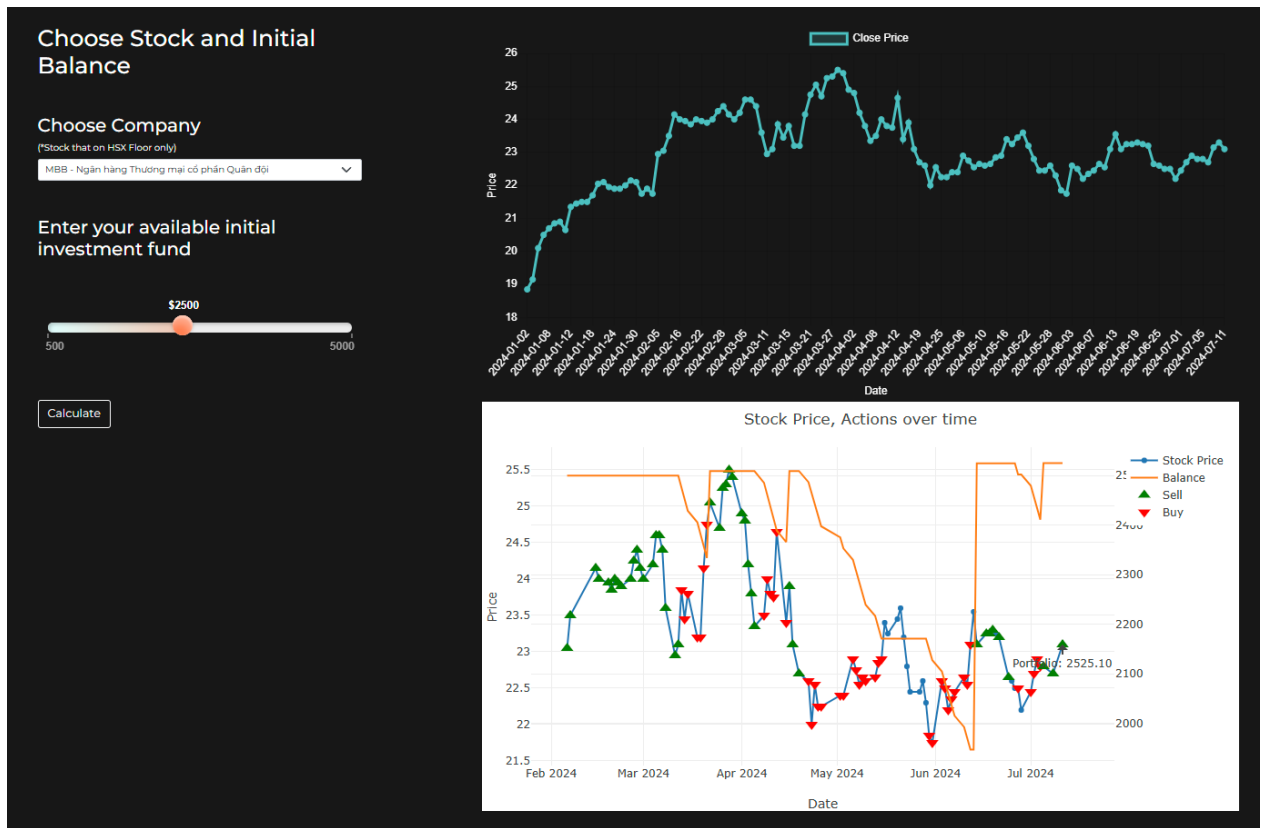 Choose Stock and Initial
Balance
Choose Company
(*Stock that on HSX Floor only)
MBB - Ngân hàng Thương mại cổ phần Quân đội
Enter your available initial
investment fund
$2500
500
5000
Calculate
Close Price
26
25
24
23
22
21
20
19
18
Price
2024-01-02
2024-01-08
2024-01-12
2024-01-18
2024-01-24
2024-01-30
2024-02-05
2024-02-16
2024-02-22
2024-02-28
2024-03-05
2024-03-11
2024-03-15
2024-03-21
2024-03-27
2024-04-02
2024-04-08
2024-04-12
2024-04-19
2024-04-25
2024-05-06
2024-05-10
2024-05-16
2024-05-22
2024-05-28
2024-06-03
2024-06-07
2024-06-13
2024-06-19
2024-06-25
2024-07-01
2024-07-05
2024-07-11
Date
Stock Price, Actions over time
25.5
25
24.5
24
23.5
23
22.5
22
21.5
Price
Feb 2024
Mar 2024
Apr 2024
May 2024
Jun 2024
Jul 2024
Date
2300
2200
2100
2000
Portfolio: 2525.10
Stock Price
Balance
Sell
Buy